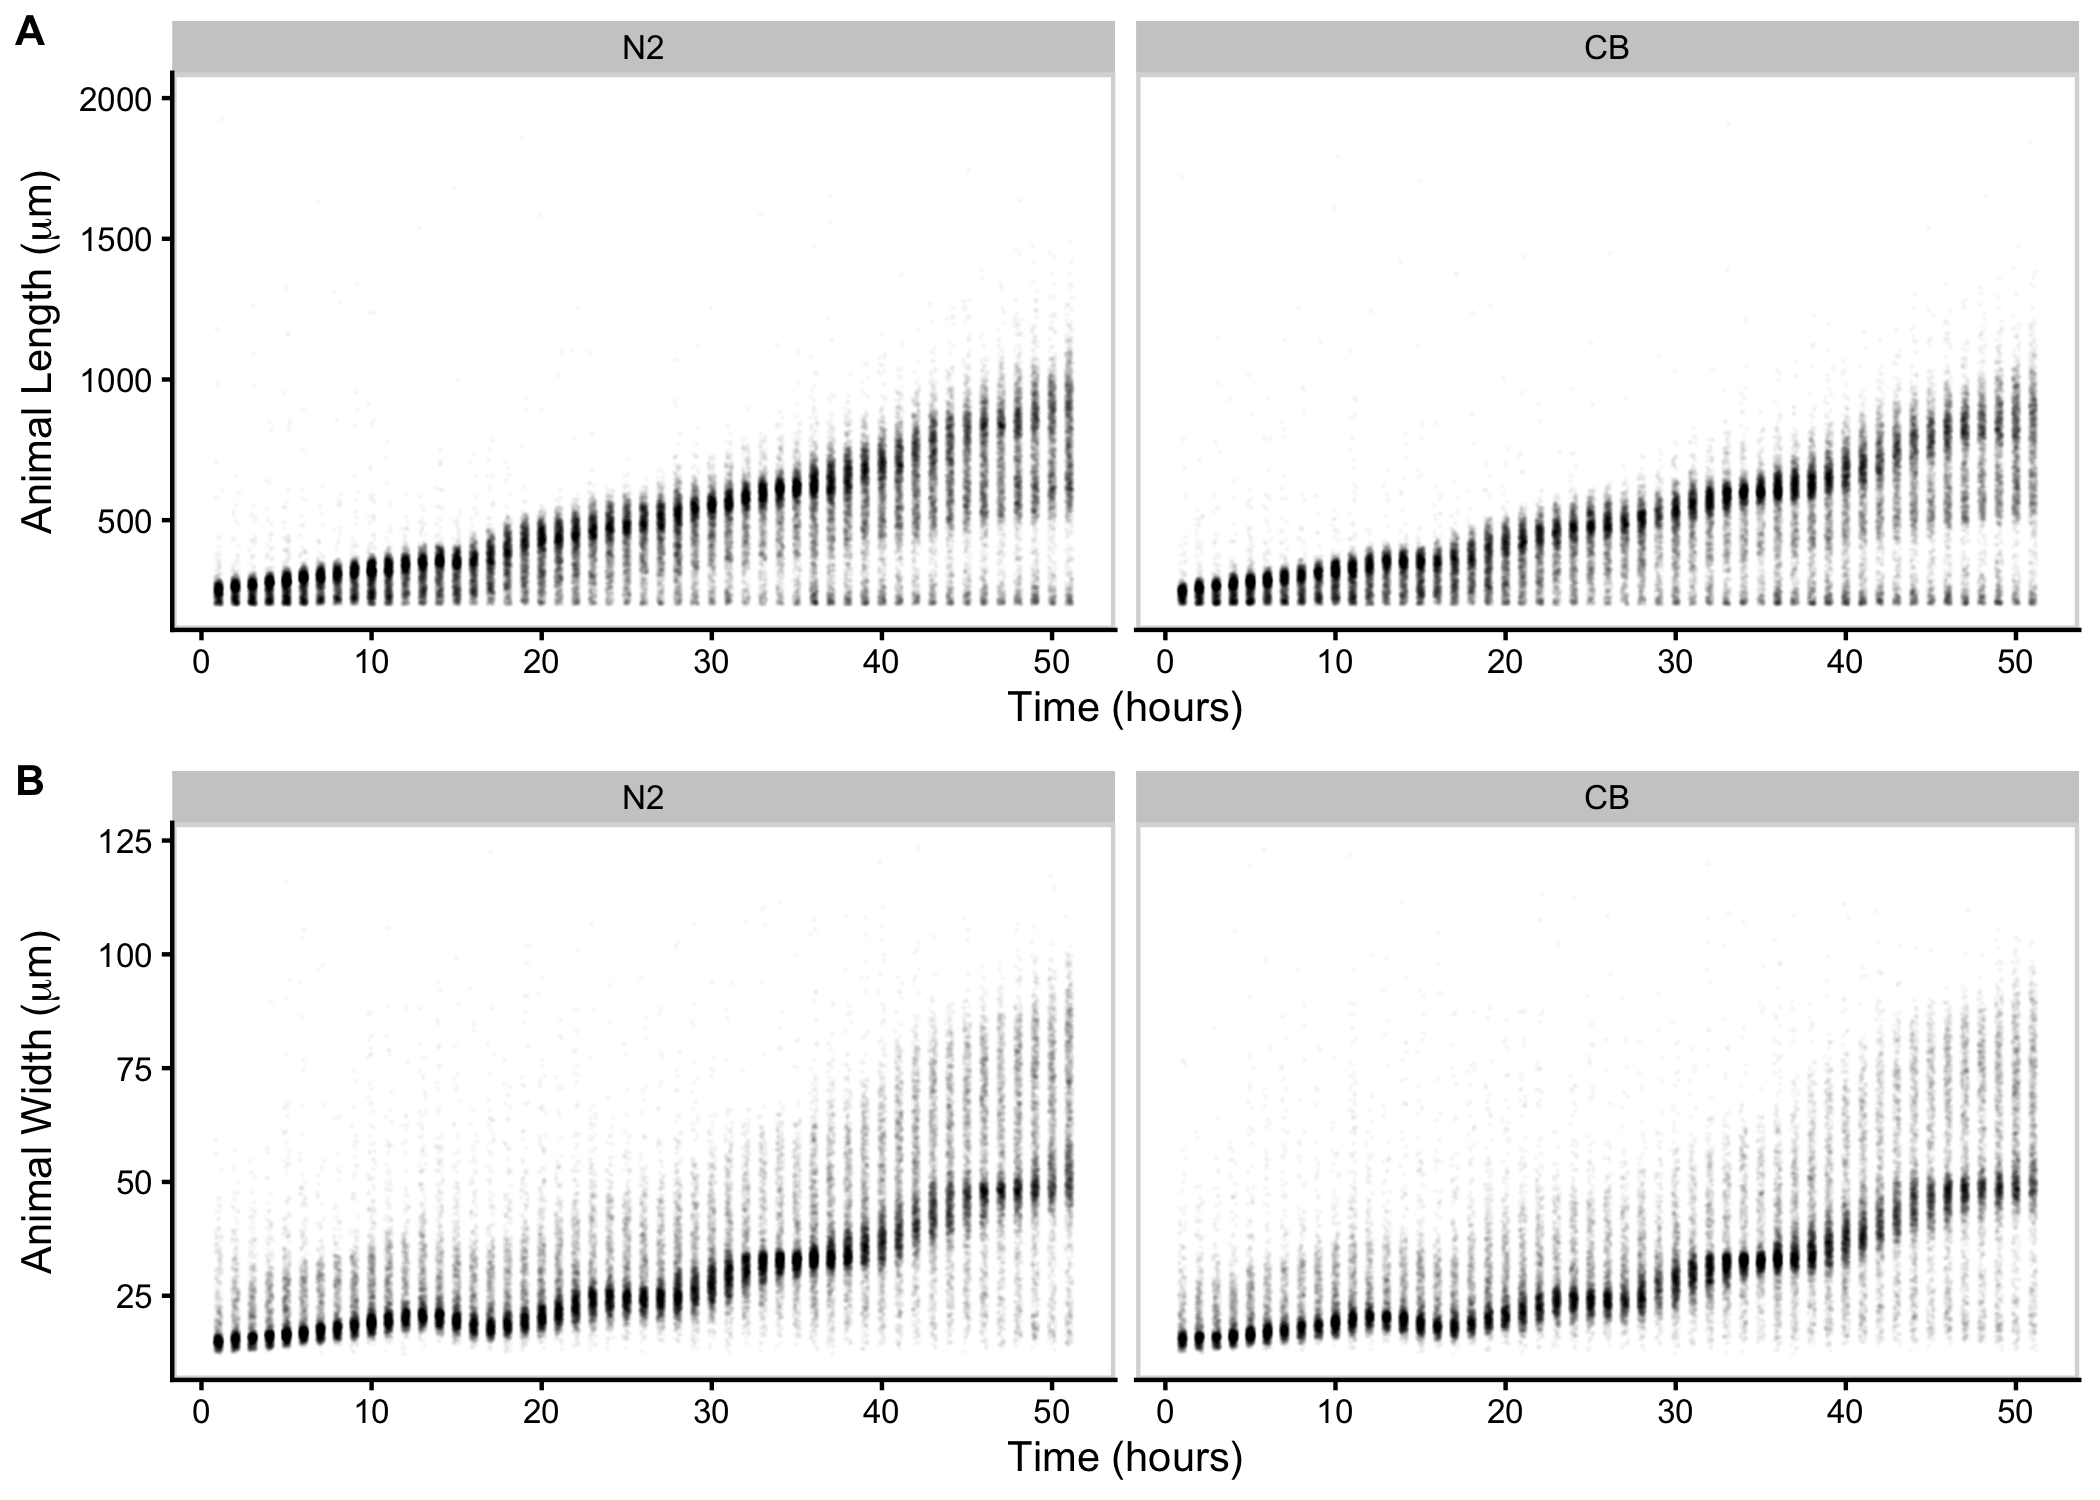 A
N2 CB
2000
1500
1000
500
Animal Length (μm)
0 10 20 30 40 50 0 10 20 30 40 50
Time (hours)
B
N2 CB
125
100
75
50
25
Animal Width (μm)
0 10 20 30 40 50 0 10 20 30 40 50
Time (hours)